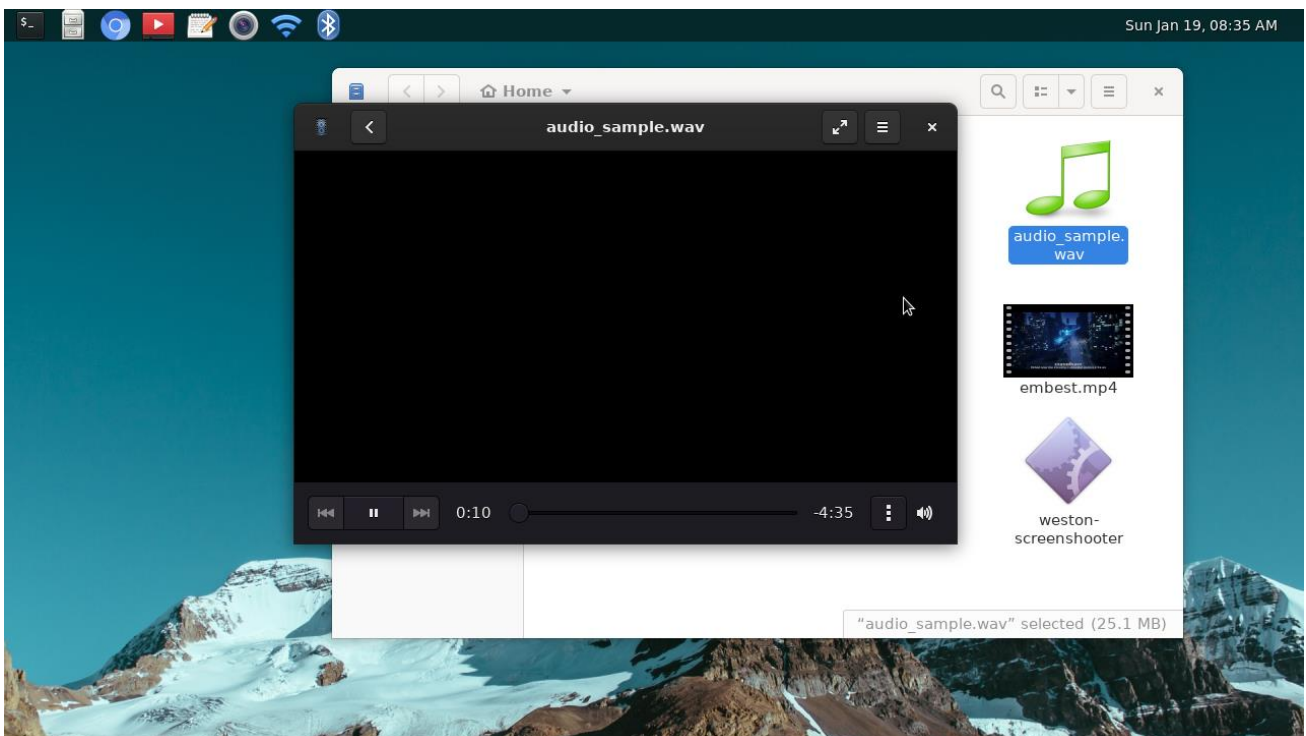 $_
Sun Jan 19, 08:35 AM
Home
audio_sample.wav
audio_sample.
wav
embest.mp4
0:10
-4:35
weston-
screenshooter
“audio_sample.wav” selected (25.1 MB)